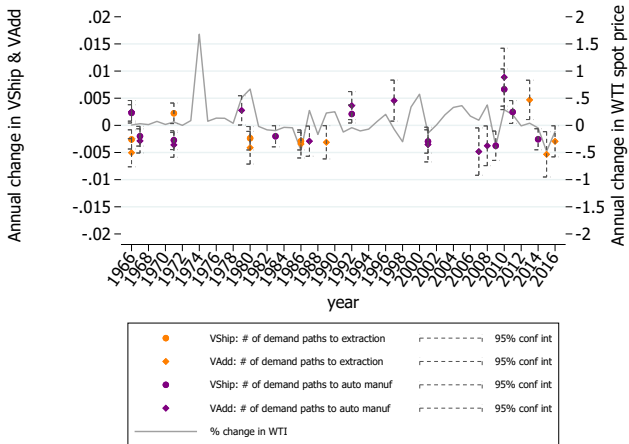 Annual change in VShip & VAdd
.02
.015
.01
.005
0
-.005
-.01
-.015
-.02
2
1.5
1
.5
0
-.5
-1
-1.5
-2
Annual change in WTI spot price
1966 1968 1970 1972 1974 1976 1978 1980 1982 1984 1986 1988 1990 1992 1994 1996 1998 2000 2002 2004 2006 2008 2010 2012 2014 2016
year
VShip: # of demand paths to extraction 95% conf int
VAdd: # of demand paths to extraction 95% conf int
VShip: # of demand paths to auto manuf 95% conf int
VAdd: # of demand paths to auto manuf 95% conf int
% change in WTI